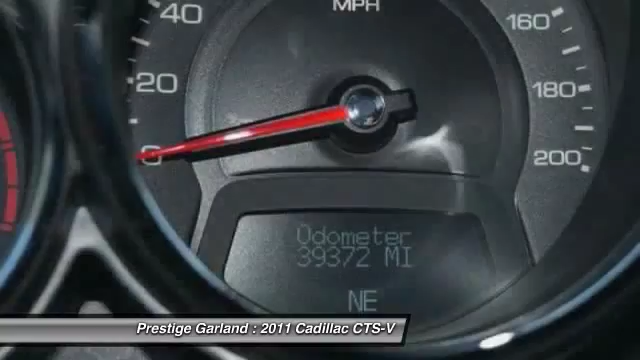 MPH
40
160
20
180
0
200
Odometer
39372 MI
NE
Prestige Garland : 2011 Cadillac CTS-V